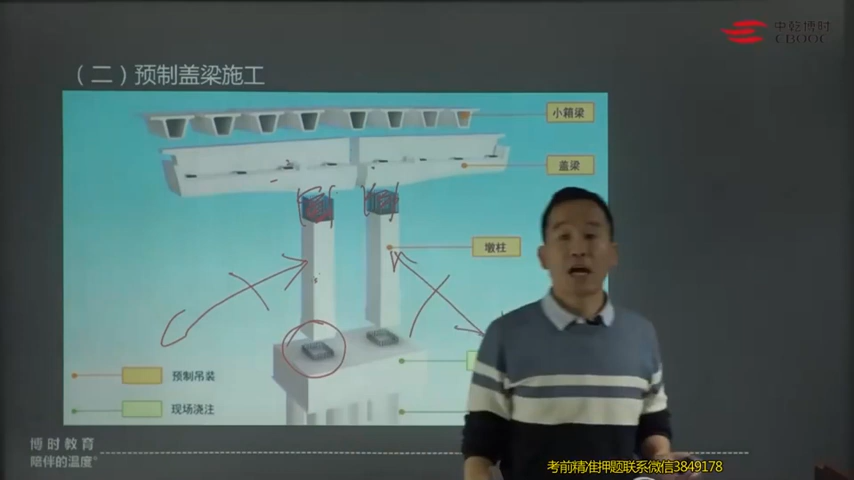 中乾博时
CBOOC
（二）预制盖梁施工
小箱梁
盖梁
墩柱
预制吊装
现场浇注
博时教育
陪伴的温度
考前精准押题联系微信3849178